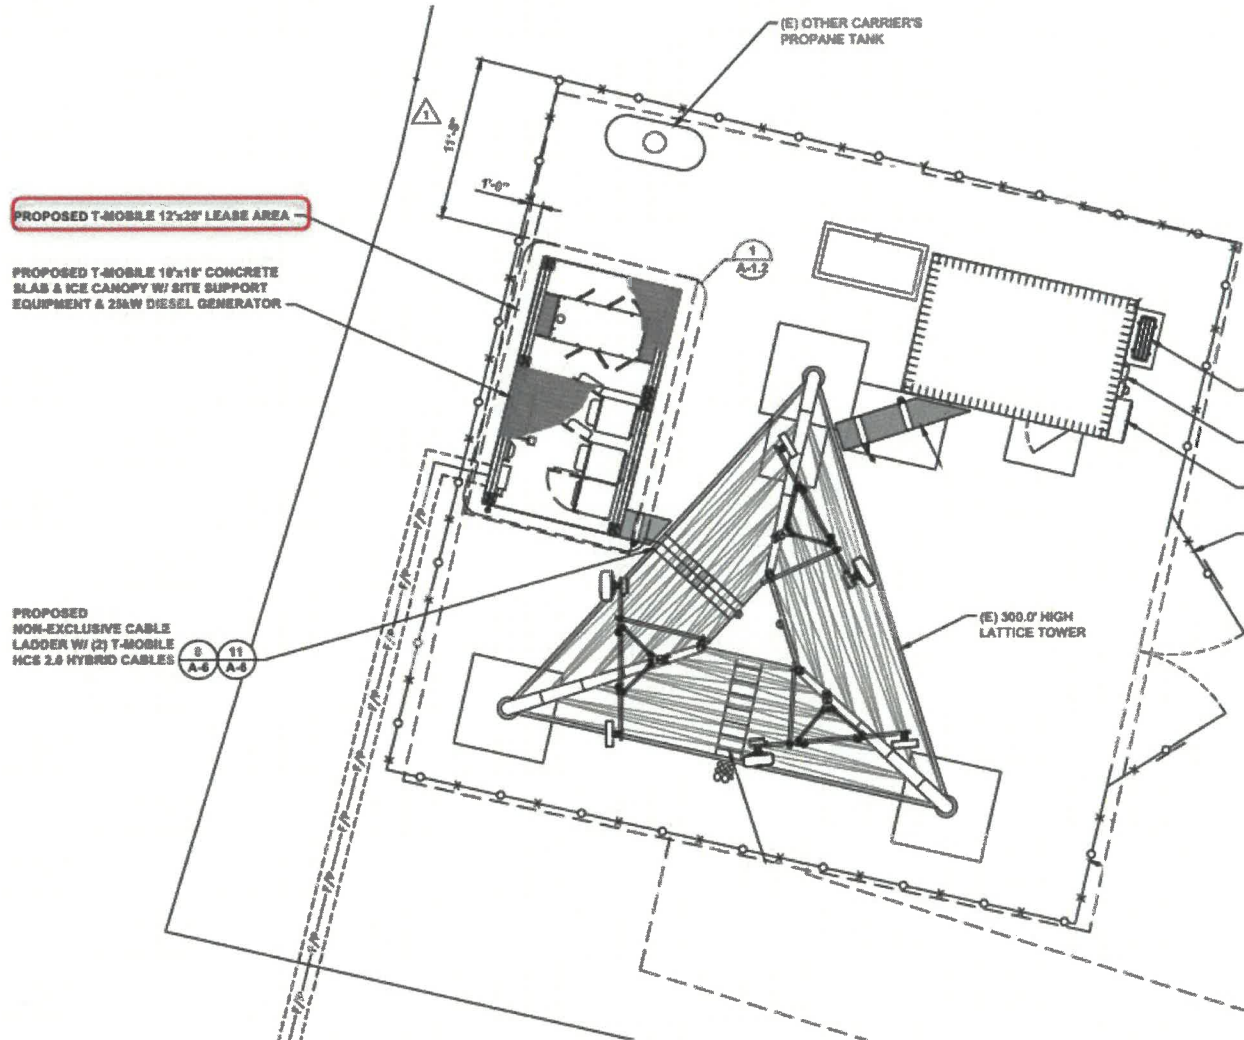 (E) OTHER CARRIER'S
PROPANE TANK
1
11'-6"
1'-0"
PROPOSED T-MOBILE 12'x20' LEASE AREA
1
A-1.2
PROPOSED T-MOBILE 10'x18' CONCRETE
SLAB & ICE CANOPY W/ SITE SUPPORT
EQUIPMENT & 25kW DIESEL GENERATOR
T/P
T/P
(E) 300.0' HIGH
LATTICE TOWER
PROPOSED
NON-EXCLUSIVE CABLE
LADDER W/ (2) T-MOBILE
HCS 2.0 HYBRID CABLES
8
A-6
11
A-6
T/P
T/P
T/P
T/P
T/P